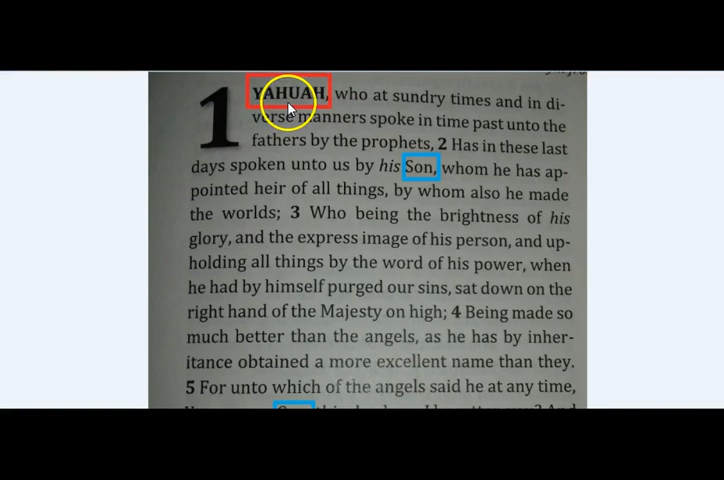 1 YAHUAH, who at sundry times and in di-
verse manners spoke in time past unto the
fathers by the prophets, 2 Has in these last
days spoken unto us by his Son, whom he has ap-
pointed heir of all things, by whom also he made
the worlds; 3 Who being the brightness of his
glory, and the express image of his person, and up-
holding all things by the word of his power, when
he had by himself purged our sins, sat down on the
right hand of the Majesty on high; 4 Being made so
much better than the angels, as he has by inher-
itance obtained a more excellent name than they.
5 For unto which of the angels said he at any time,